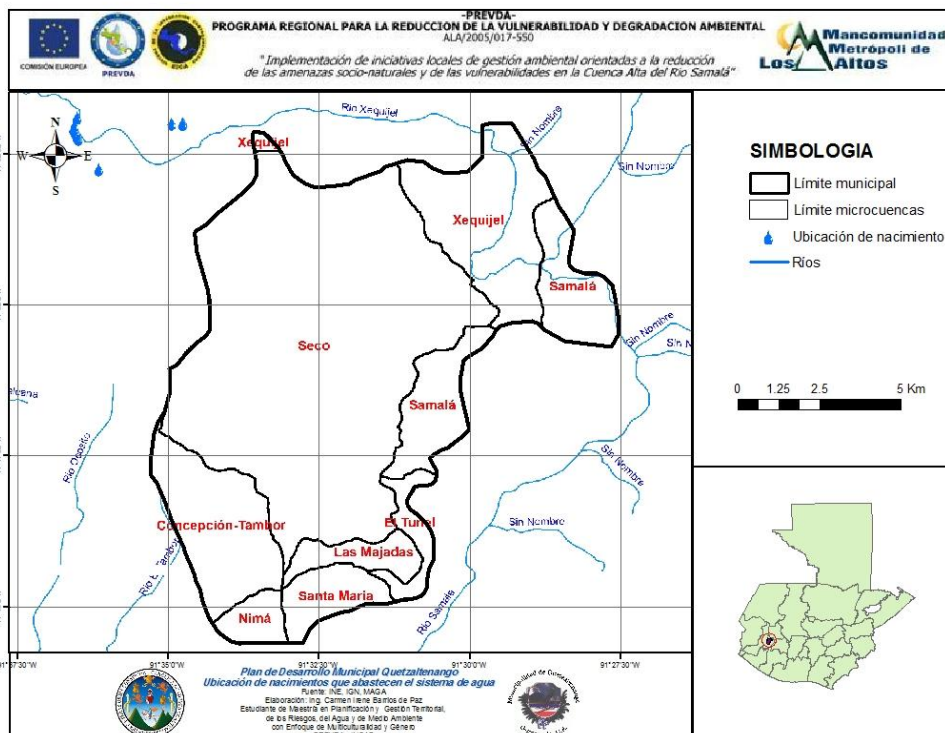 -PREVDA-
PROGRAMA REGIONAL PARA LA REDUCCION DE LA VULNERABILIDAD Y DEGRADACION AMBIENTAL
ALA/2005/017-550
"Implementación de iniciativas locales de gestión ambiental orientadas a la reducción
de las amenazas socio-naturales y de las vulnerabilidades en la Cuenca Alta del Río Samalá"
COMISIÓN EUROPEA
PREVDA
Mancomunidad
Metrópoli de
Los Altos
N
W E
S
Rio Xequijel
Sin Nombre
Sin Nombre
Xequijel
Xequijel
Samalá
Seco
Sin Nombre
Sin N
Samalá
Rio Ocosito
Sin Nombre
Concepción-Tambor
El Tunel
Sin Nombre
Las Majadas
Santa Maria
Nimá
Rio Samala
91°35'0"W
91°32'30"W
91°30'0"W
91°27'30"W
SIMBOLOGIA
Límite municipal
Límite microcuencas
Ubicación de nacimiento
Ríos
0 1.25 2.5 5 Km
Plan de Desarrollo Municipal Quetzaltenango
Ubicación de nacimientos que abastecen el sistema de agua
Fuente: INE, IGN, MAGA
Elaboración: Ing. Carmen Irene Barrios de Paz
Estudiante de Maestría en Planificación y Gestión Territorial,
de los Riesgos, del Agua y de Medio Ambiente
con Enfoque de Multiculturalidad y Género